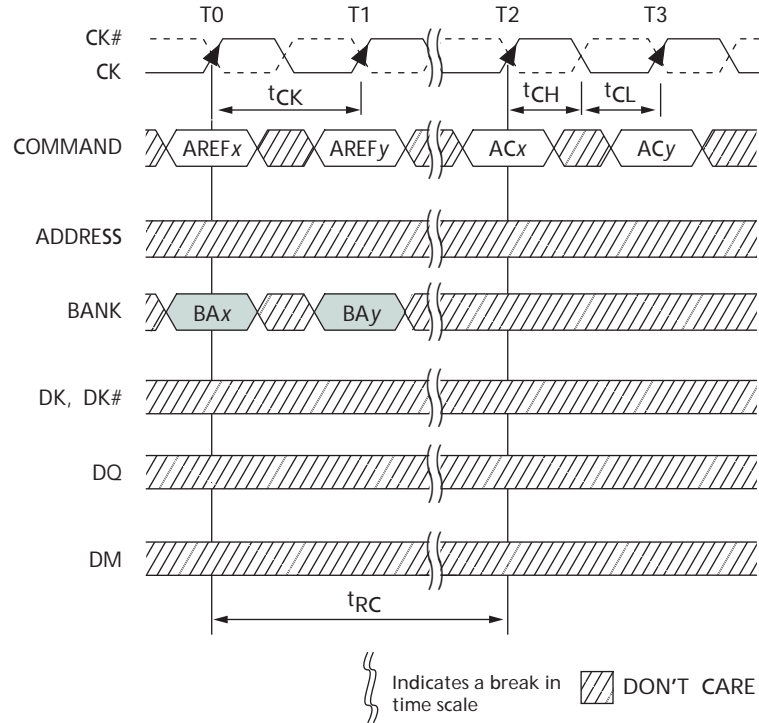 T0 T1 T2 T3
CK#
CK
tCK tCH tCL
COMMAND AREFx AREFy ACx ACy
ADDRESS
BANK BAx BAy
DK, DK#
DQ
DM
tRC
Indicates a break in
time scale
DON'T CARE